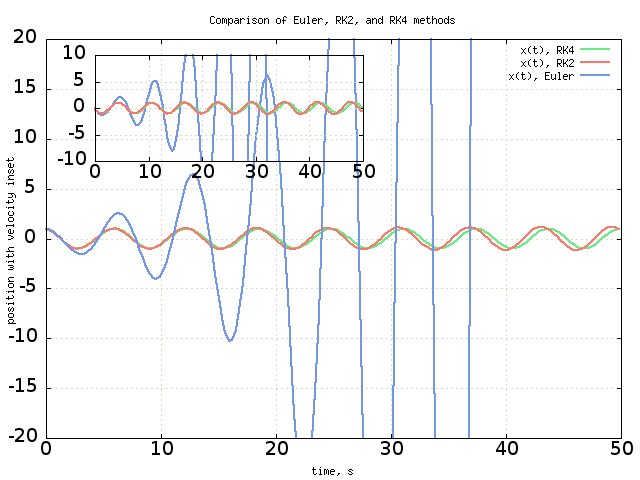 Comparison of Euler, RK2, and RK4 methods
x(t), RK4
x(t), RK2
x(t), Euler
20
15
10
5
0
-5
-10
-15
-20
10
5
0
-5
-10
0 10 20 30 40 50
position with velocity inset
0 10 20 30 40 50
time, s